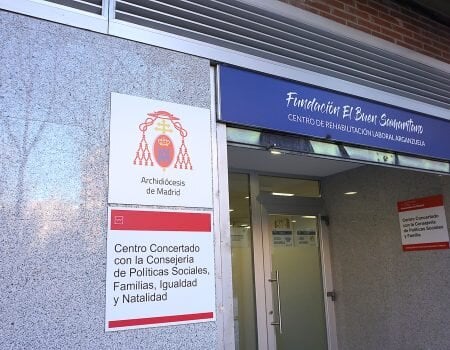 Fundación El Buen Samaritano
CENTRO DE REHABILITACIÓN LABORAL ARGANZUELA
Archidiócesis
de Madrid
Centro Concertado
con la Consejería
de Políticas Sociales,
Familias, Igualdad
y Natalidad
Centro Concertado
con la Consejería
de Políticas Sociales
y Familia